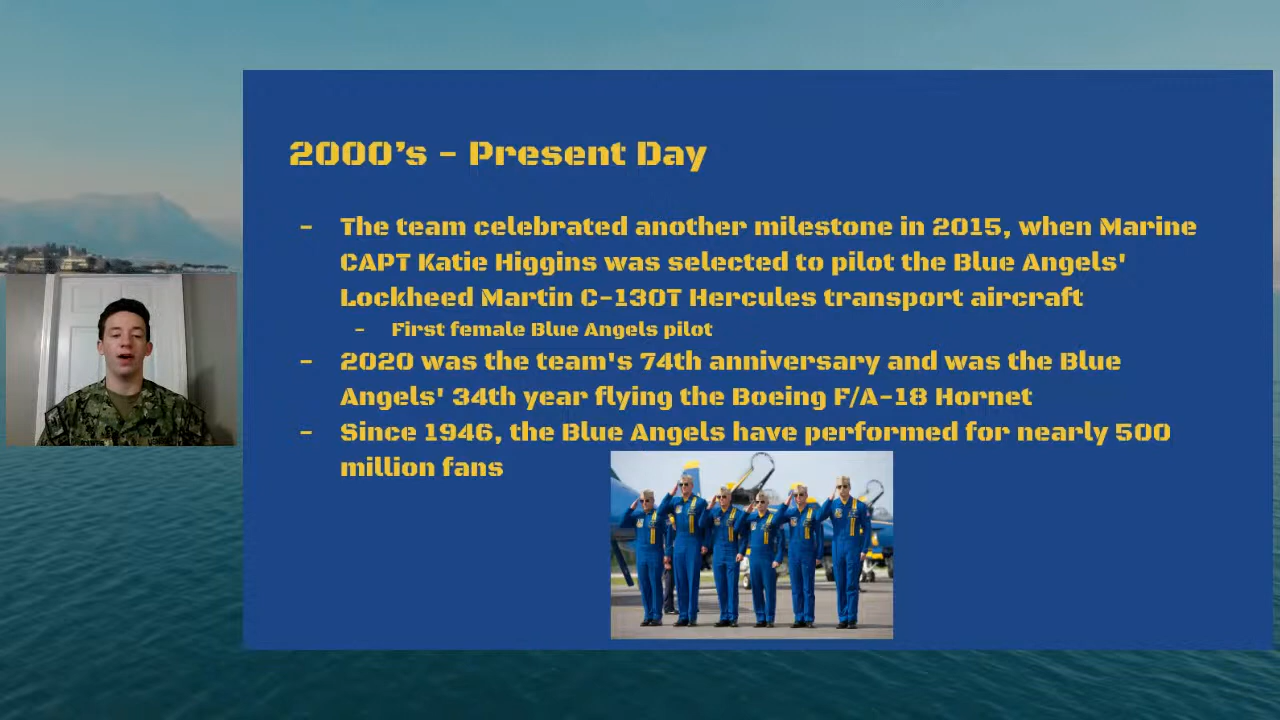 2000's - Present Day
- The team celebrated another milestone in 2015, when Marine
CAPT Katie Higgins was selected to pilot the Blue Angels'
Lockheed Martin C-130T Hercules transport aircraft
- First female Blue Angels pilot
- 2020 was the team's 74th anniversary and was the Blue
Angels' 34th year flying the Boeing F/A-18 Hornet
- Since 1946, the Blue Angels have performed for nearly 500
million fans